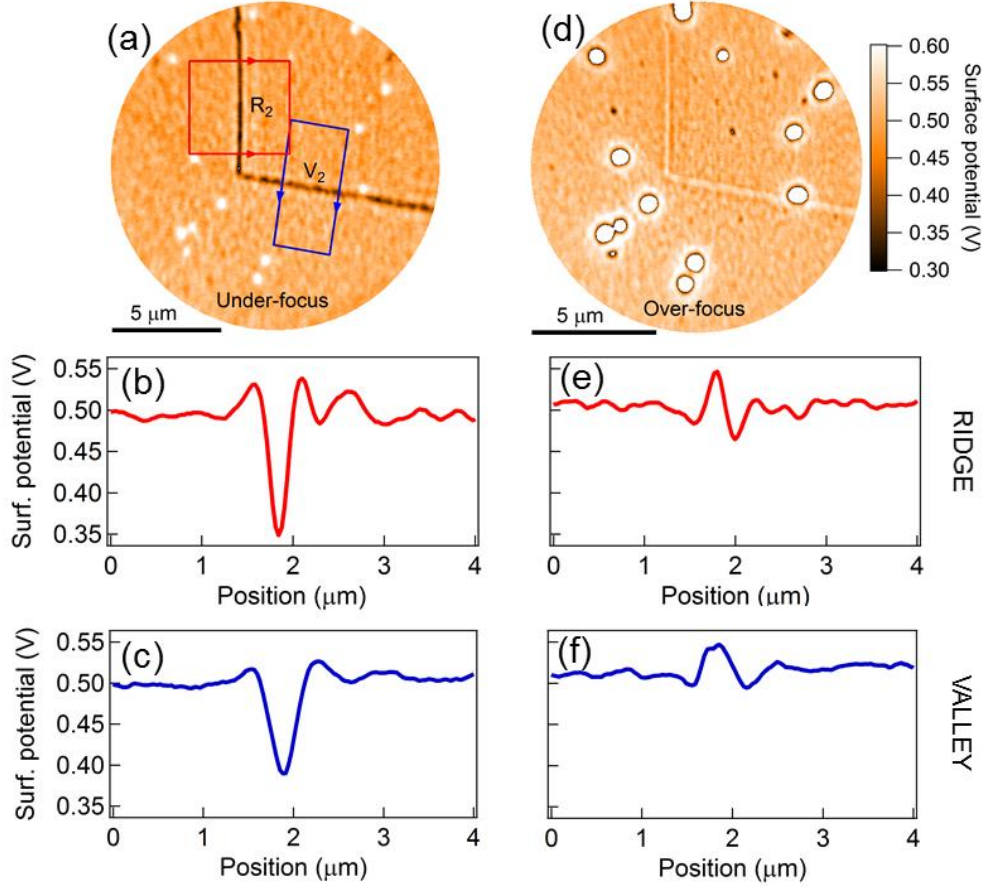 (a)
R2
V2
Under-focus
5 μm
(d)
Over-focus
5 μm
0.60
0.55
0.50
0.45
0.40
0.35
0.30
Surface potential (V)
(b)
0.55
0.50
0.45
0.40
0.35
Surf. potential (V)
0 1 2 3 4
Position (μm)
(e)
0 1 2 3 4
Position (μm)
RIDGE
(c)
0.55
0.50
0.45
0.40
0.35
Surf. potential (V)
0 1 2 3 4
Position (μm)
(f)
0 1 2 3 4
Position (μm)
VALLEY